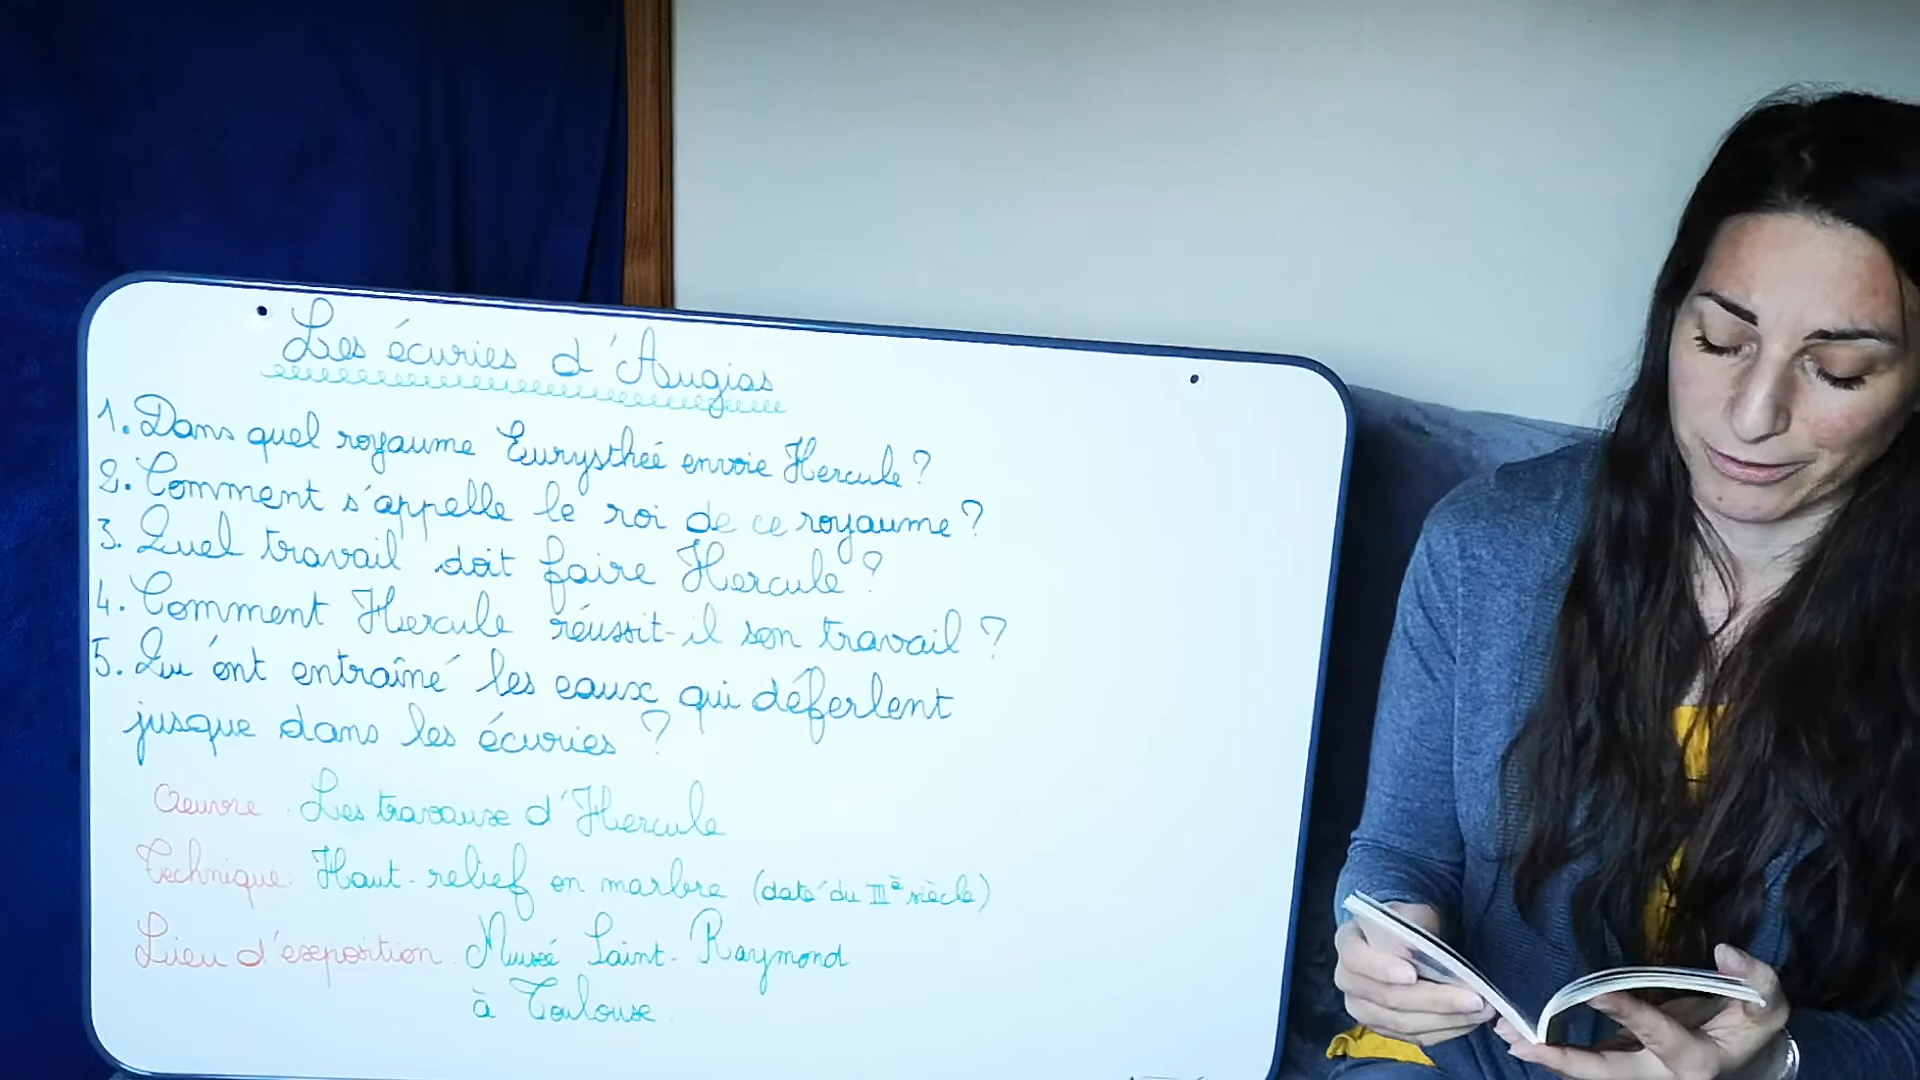 Les écuries d'Augias
1. Dans quel royaume Eurysthéé envoie Hercule?
2. Comment s'appelle le roi de ce royaume?
3. Quel travail doit faire Hercule?
4. Comment Hercule réussit-il son travail?
5. Qu'ont entraîné les eaux qui déferlent
jusque dans les écuries?
Oeuvre: Les travaux d'Hercule
Technique: Haut-relief en marbre (daté du IIIè siècle)
Lieu d'exposition: Musé Saint-Raymond
à Toulouse